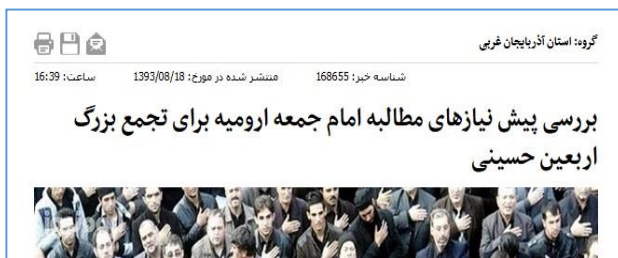 گروه: استان آذربایجان غربی
شناسه خبر: 168655 منتشر شده در مورخ: 1393/08/18 ساعت: 16:39
بررسی پیش نیازهای مطالبه امام جمعه ارومیه برای تجمع بزرگ
اربعین حسینی